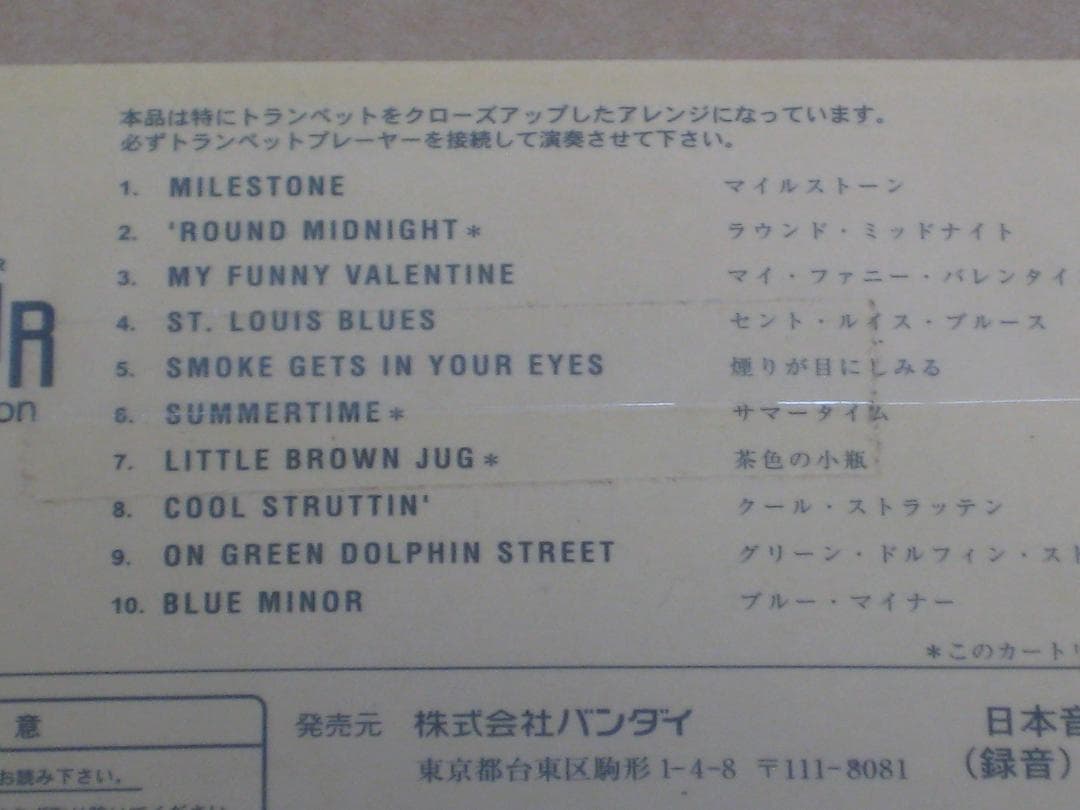 本品は特にトランペットをクローズアップしたアレンジになっています。
必ずトランペットプレーヤーを接続して演奏させて下さい。
1. MILESTONE マイルストーン
2. 'ROUND MIDNIGHT* ラウンド・ミッドナイト
3. MY FUNNY VALENTINE マイ・ファニー・バレンタイ
4. ST. LOUIS BLUES セント・ルイス・ブルース
5. SMOKE GETS IN YOUR EYES 煙りが目にしみる
6. SUMMERTIME* サマータイム
7. LITTLE BROWN JUG* 茶色の小瓶
8. COOL STRUTTIN' クール・ストラッテン
9. ON GREEN DOLPHIN STREET グリーン・ドルフィン・スト
10. BLUE MINOR ブルー・マイナー
R
R
on
*このカートリ
意
お読み下さい。
発売元 株式会社バンダイ
東京都台東区駒形1-4-8 〒111-8081
日本音
(録音)